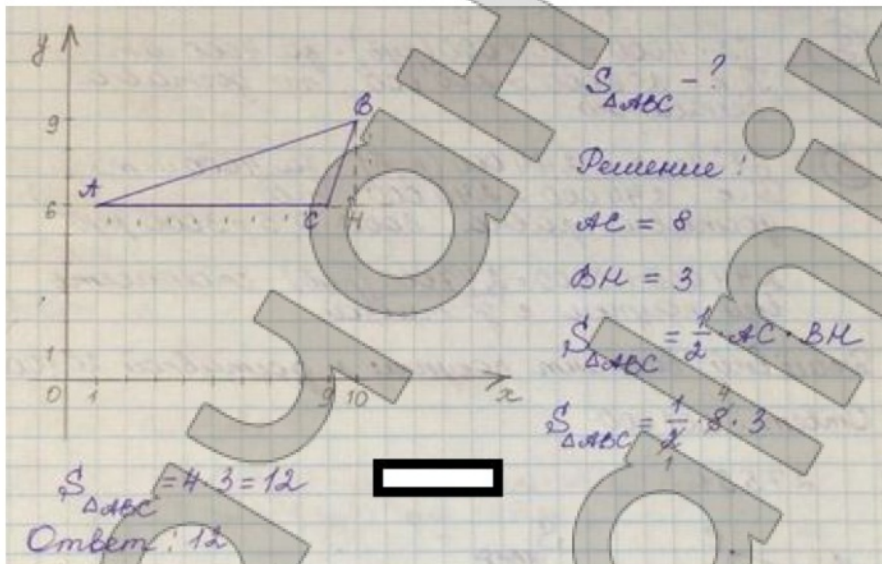 y
9
B
A
6
C
H
1
0
1
9
10
x
S△ABC - ?
Решение :
AC = 8
BH = 3
S△ABC = 1/2 · AC · BH
S△ABC = 1/2 · 8 · 3
4
1
S△ABC = 4 3 = 12
Ответ : 12